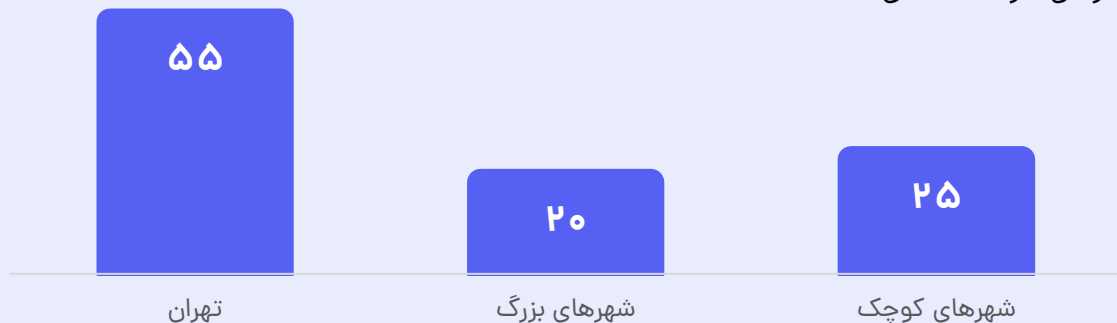 ۵۵
۲۰
۲۵
تهران
شهرهای بزرگ
شهرهای کوچک